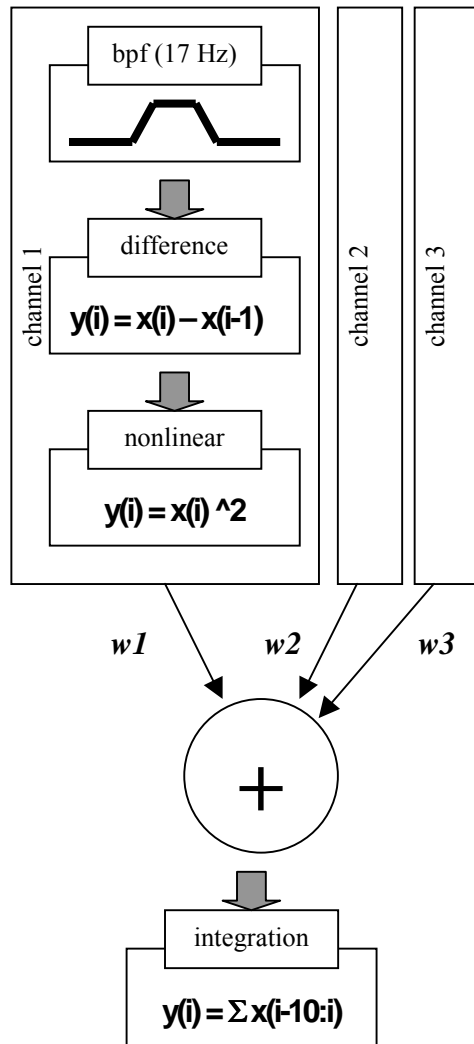 bpf (17 Hz)
difference
y(i) = x(i) – x(i-1)
nonlinear
y(i) = x(i) ^2
channel 1
channel 2
channel 3
w1
w2
w3
+
integration
y(i) = Σ x(i-10:i)